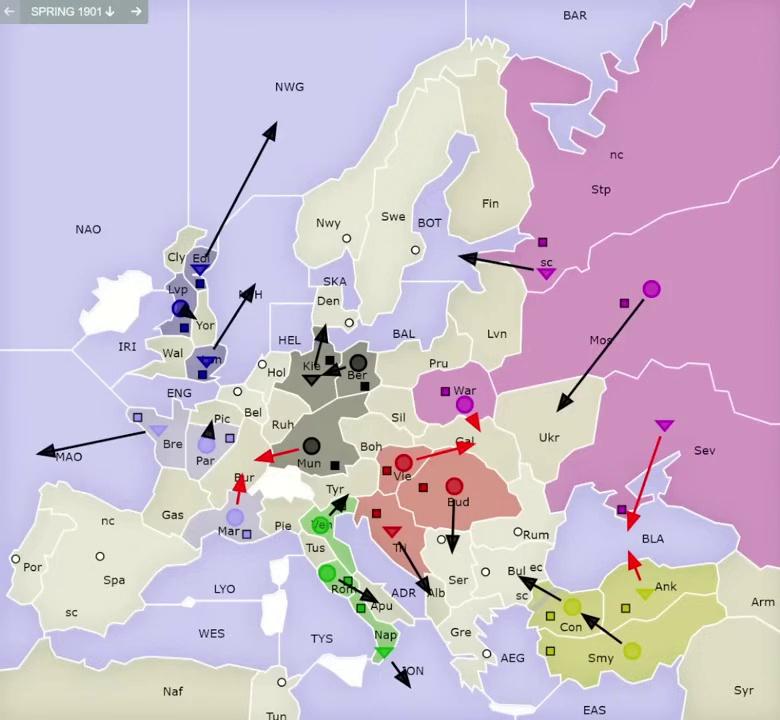 ← SPRING 1901 ↓ →
BAR
NWG
nc
Stp
Fin
Nwy
Swe
BOT
NAO
Cly
Edi
sc
Lvp
SKA
NTH
Den
Yor
Mos
IRI
Wal
HEL
BAL
Lvn
Lon
Hol
Kie
Ber
Pru
ENG
War
Bel
Pic
Ruh
Sil
Ukr
Bre
Par
Boh
Gal
MAO
Mun
Sev
Bur
Vie
Tyr
Bud
nc
Gas
Mar
Pie
Ven
Tri
Rum
BLA
Por
Spa
Tus
Bul
ec
Ser
sc
LYO
Rom
ADR
Alb
Ank
Arm
sc
Apu
Con
WES
TYS
Nap
Gre
AEG
Smy
ION
Naf
Syr
Tun
EAS